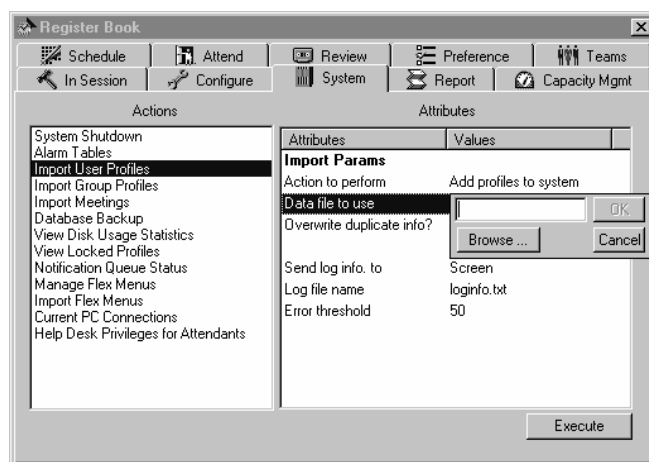 Register Book
Schedule Attend Review Preference Teams
In Session Configure System Report Capacity Mgmt
Actions
System Shutdown
Alarm Tables
Import User Profiles
Import Group Profiles
Import Meetings
Database Backup
View Disk Usage Statistics
View Locked Profiles
Notification Queue Status
Manage Flex Menus
Import Flex Menus
Current PC Connections
Help Desk Privileges for Attendants
Attributes
Attributes Values
Import Params
Action to perform Add profiles to system
Data file to use
OK
Overwrite duplicate info?
Browse ... Cancel
Send log info. to Screen
Log file name loginfo.txt
Error threshold 50
Execute